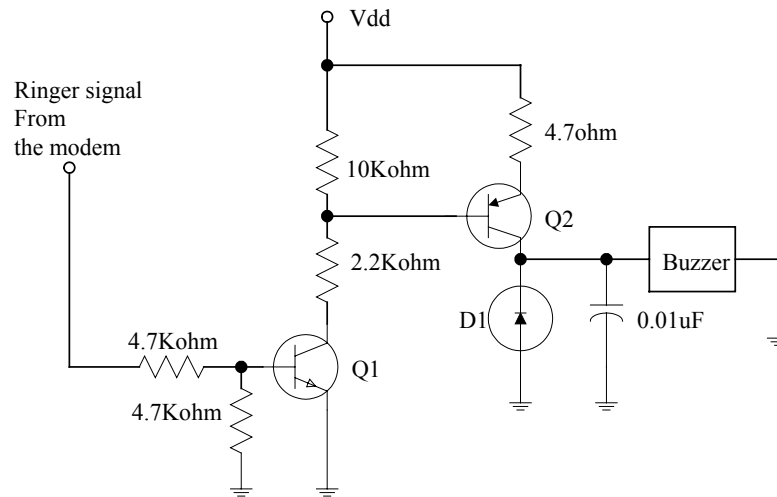 Vdd
Ringer signal
From
the modem
4.7ohm
10Kohm
Q2
2.2Kohm
Buzzer
D1
0.01uF
4.7Kohm
Q1
4.7Kohm